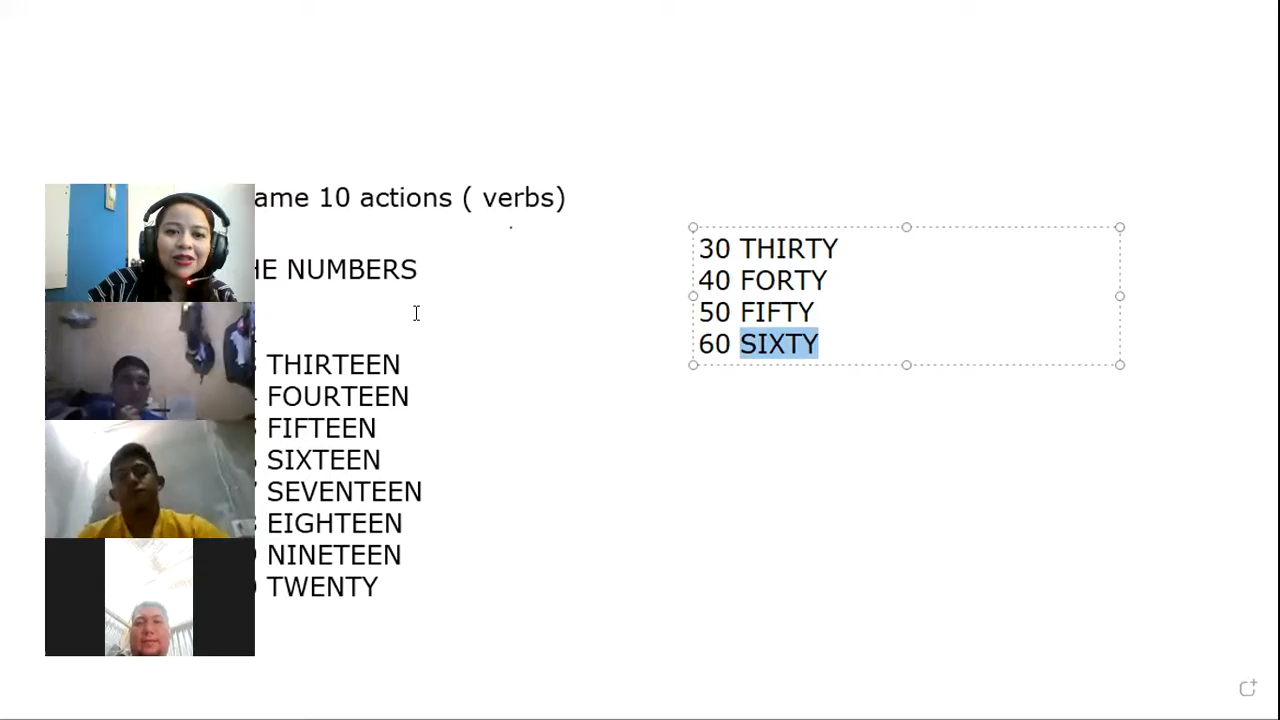 ame 10 actions ( verbs)
HE NUMBERS
THIRTEEN
FOURTEEN
FIFTEEN
SIXTEEN
SEVENTEEN
EIGHTEEN
NINETEEN
TWENTY
30 THIRTY
40 FORTY
50 FIFTY
60 SIXTY